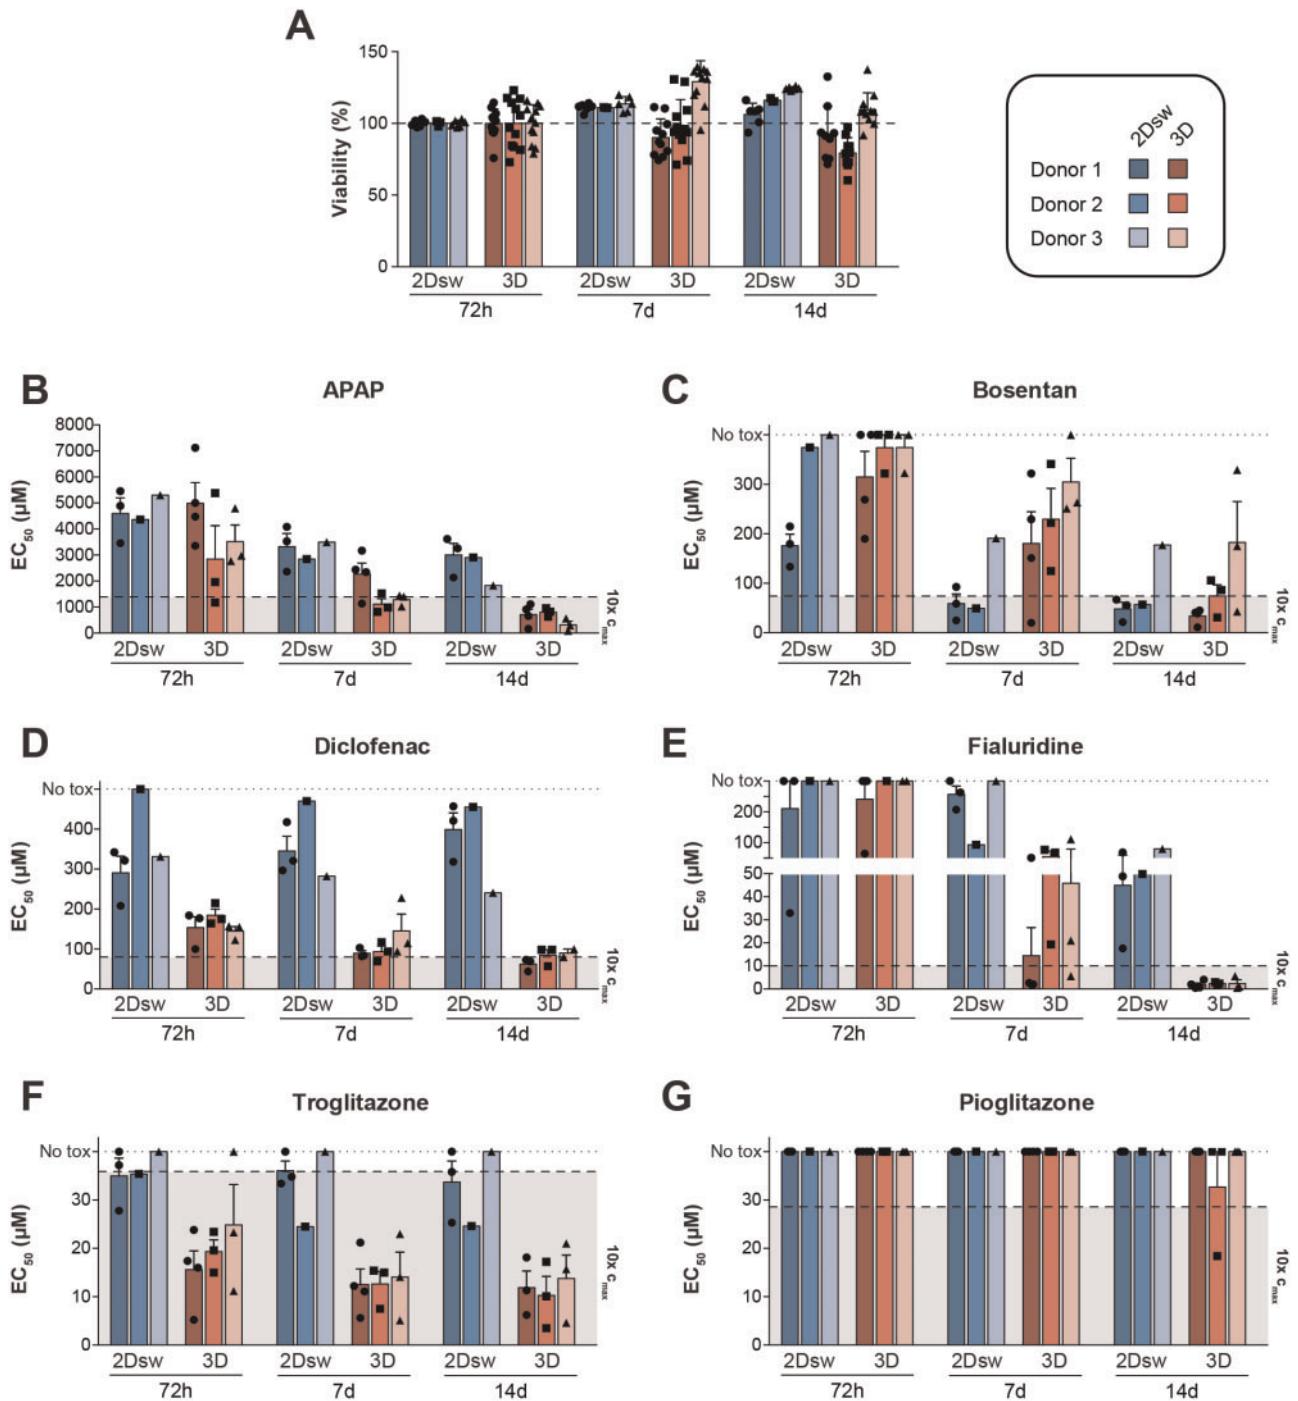 A
150
100
50
0
Viability (%)
2Dsw 3D 2Dsw 3D 2Dsw 3D
72h 7d 14d
2Dsw 3D
Donor 1
Donor 2
Donor 3
B
APAP
8000
7000
6000
5000
4000
3000
2000
1000
0
EC50 (µM)
10x cmax
2Dsw 3D 2Dsw 3D 2Dsw 3D
72h 7d 14d
C
Bosentan
No tox
300
200
100
0
EC50 (µM)
10x cmax
2Dsw 3D 2Dsw 3D 2Dsw 3D
72h 7d 14d
D
Diclofenac
No tox
400
300
200
100
0
EC50 (µM)
10x cmax
2Dsw 3D 2Dsw 3D 2Dsw 3D
72h 7d 14d
E
Fialuridine
No tox
200
100
50
40
30
20
10
0
EC50 (µM)
10x cmax
2Dsw 3D 2Dsw 3D 2Dsw 3D
72h 7d 14d
F
Troglitazone
No tox
30
20
10
0
EC50 (µM)
10x cmax
2Dsw 3D 2Dsw 3D 2Dsw 3D
72h 7d 14d
G
Pioglitazone
No tox
30
20
10
0
EC50 (µM)
10x cmax
2Dsw 3D 2Dsw 3D 2Dsw 3D
72h 7d 14d